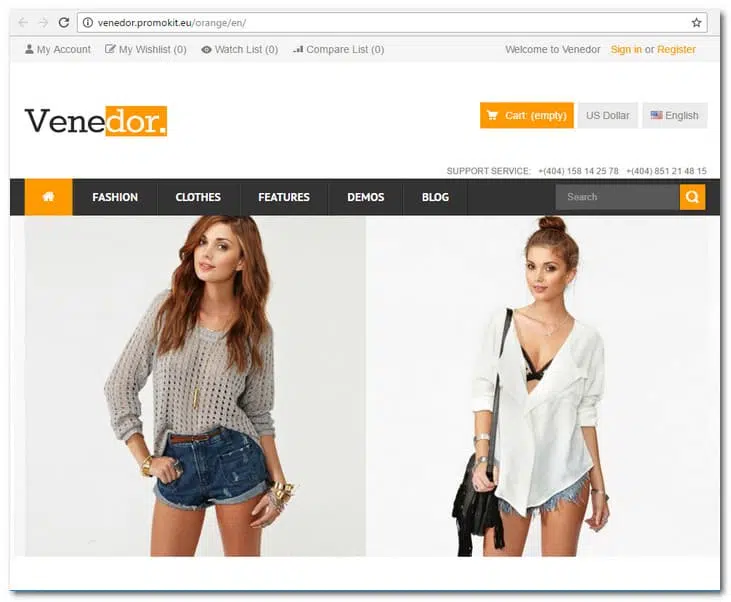 venedor.promokit.eu/orange/en/
My Account My Wishlist (0) Watch List (0) Compare List (0) Welcome to Venedor Sign in or Register
Venedor.
Cart: (empty) US Dollar English
SUPPORT SERVICE: +(404) 158 14 25 78 +(404) 851 21 48 15
FASHION CLOTHES FEATURES DEMOS BLOG Search